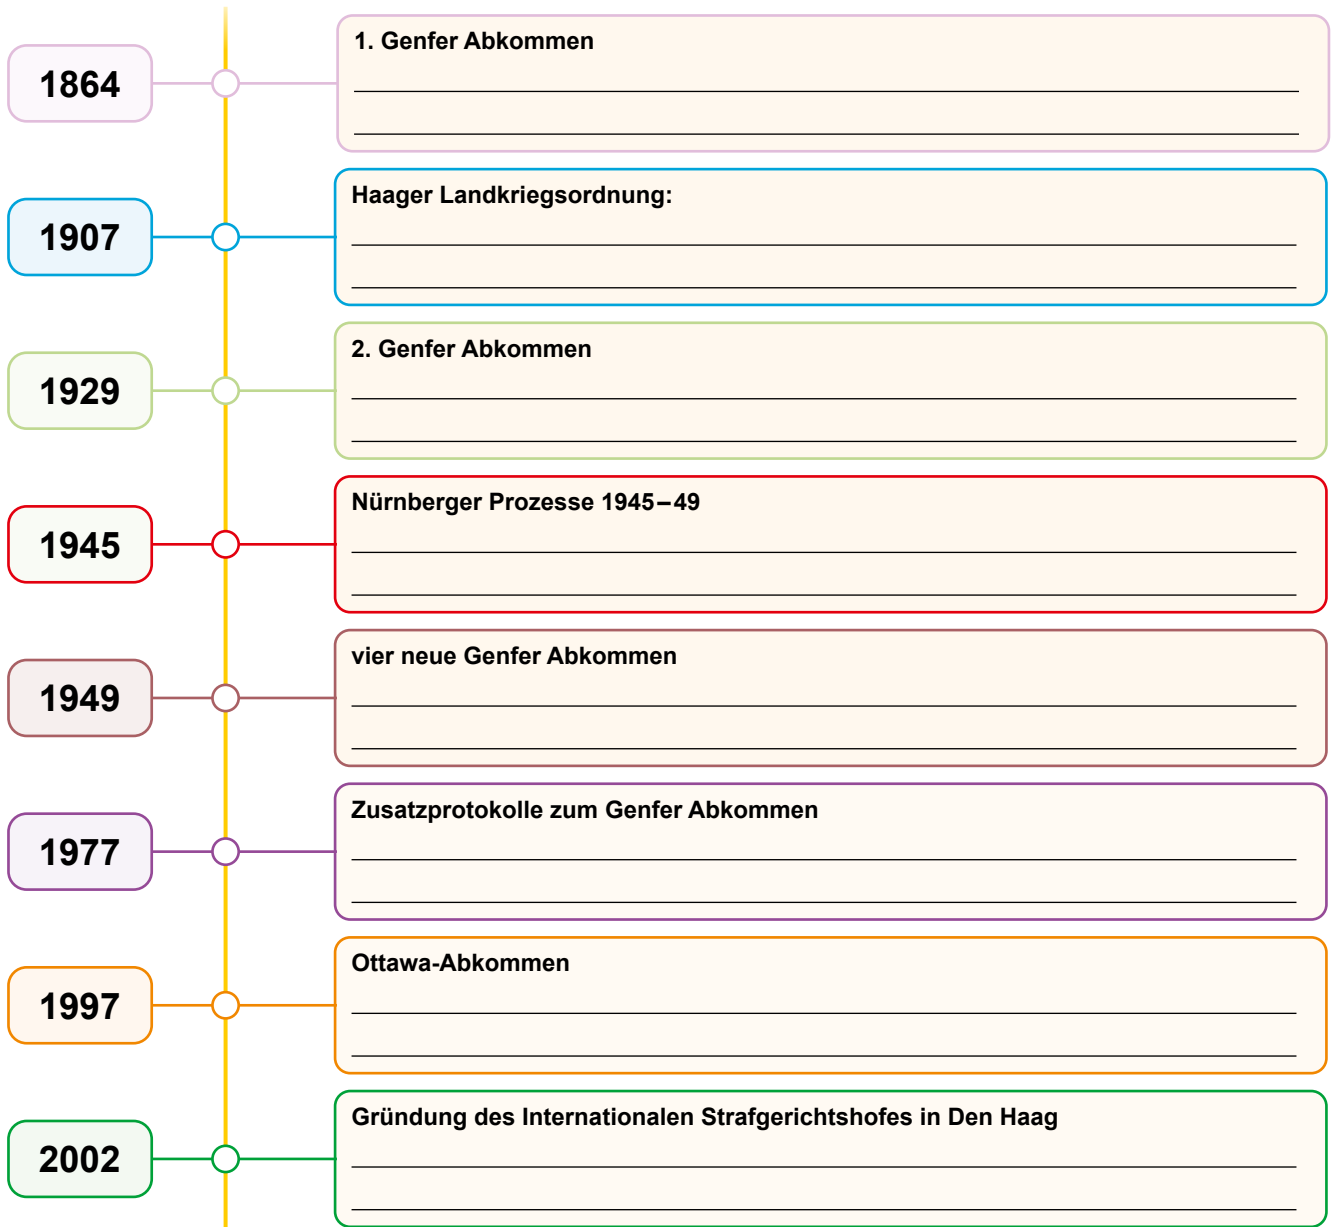 1864
1. Genfer Abkommen
1907
Haager Landkriegsordnung:
1929
2. Genfer Abkommen
1945
Nürnberger Prozesse 1945–49
1949
vier neue Genfer Abkommen
1977
Zusatzprotokolle zum Genfer Abkommen
1997
Ottawa-Abkommen
2002
Gründung des Internationalen Strafgerichtshofes in Den Haag